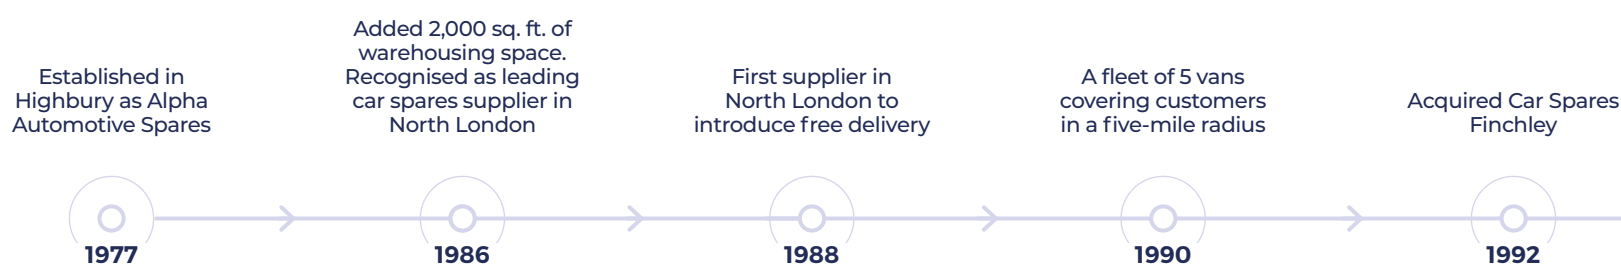 Established in
Highbury as Alpha
Automotive Spares
1977
Added 2,000 sq. ft. of
warehousing space.
Recognised as leading
car spares supplier in
North London
1986
First supplier in
North London to
introduce free delivery
1988
A fleet of 5 vans
covering customers
in a five-mile radius
1990
Acquired Car Spares
Finchley
1992